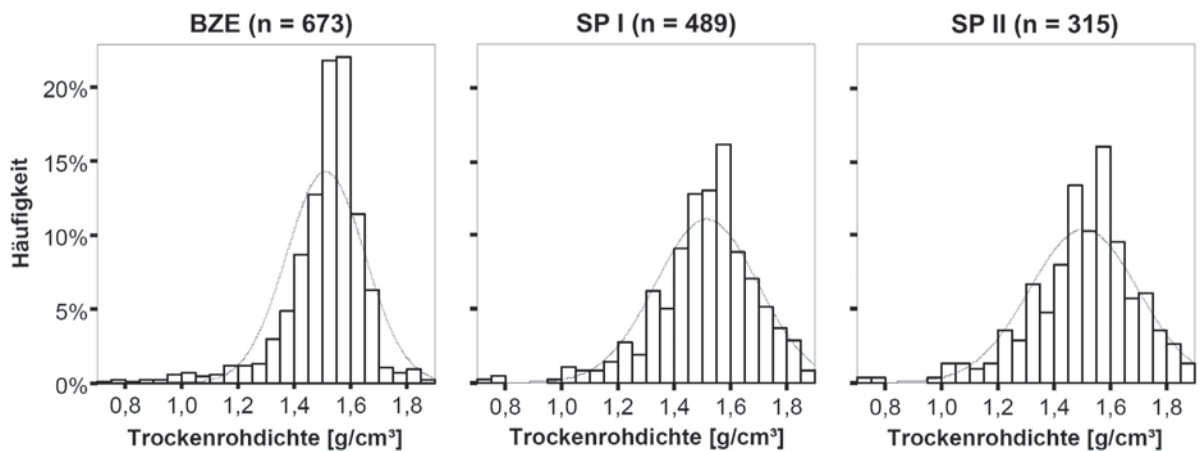 BZE (n = 673)
SP I (n = 489)
SP II (n = 315)
Häufigkeit
20%
15%
10%
5%
0%
0,8 1,0 1,2 1,4 1,6 1,8
0,8 1,0 1,2 1,4 1,6 1,8
0,8 1,0 1,2 1,4 1,6 1,8
Trockenrohdichte [g/cm³]
Trockenrohdichte [g/cm³]
Trockenrohdichte [g/cm³]